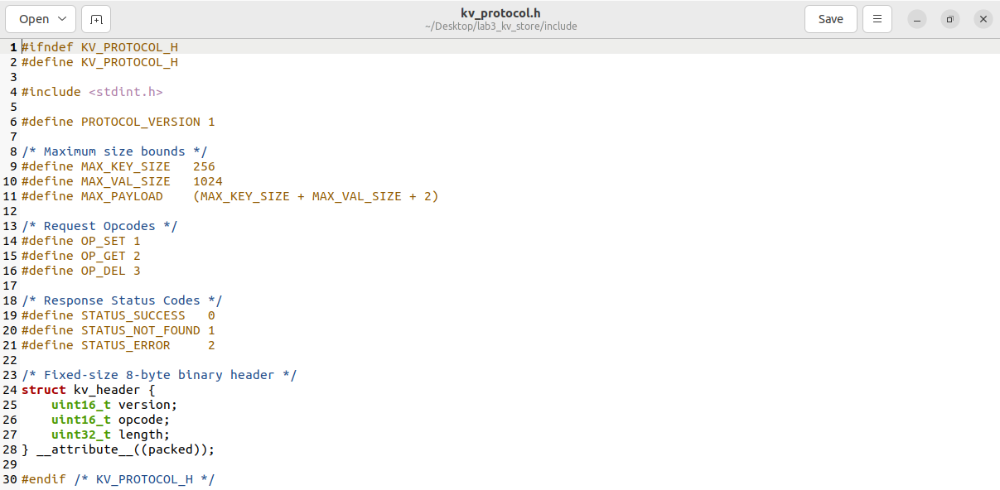 Open
kv_protocol.h
~/Desktop/lab3_kv_store/include
Save
1 #ifndef KV_PROTOCOL_H
2 #define KV_PROTOCOL_H
3
4 #include <stdint.h>
5
6 #define PROTOCOL_VERSION 1
7
8 /* Maximum size bounds */
9 #define MAX_KEY_SIZE   256
10 #define MAX_VAL_SIZE   1024
11 #define MAX_PAYLOAD    (MAX_KEY_SIZE + MAX_VAL_SIZE + 2)
12
13 /* Request Opcodes */
14 #define OP_SET 1
15 #define OP_GET 2
16 #define OP_DEL 3
17
18 /* Response Status Codes */
19 #define STATUS_SUCCESS   0
20 #define STATUS_NOT_FOUND 1
21 #define STATUS_ERROR     2
22
23 /* Fixed-size 8-byte binary header */
24 struct kv_header {
25     uint16_t version;
26     uint16_t opcode;
27     uint32_t length;
28 } __attribute__((packed));
29
30 #endif /* KV_PROTOCOL_H */